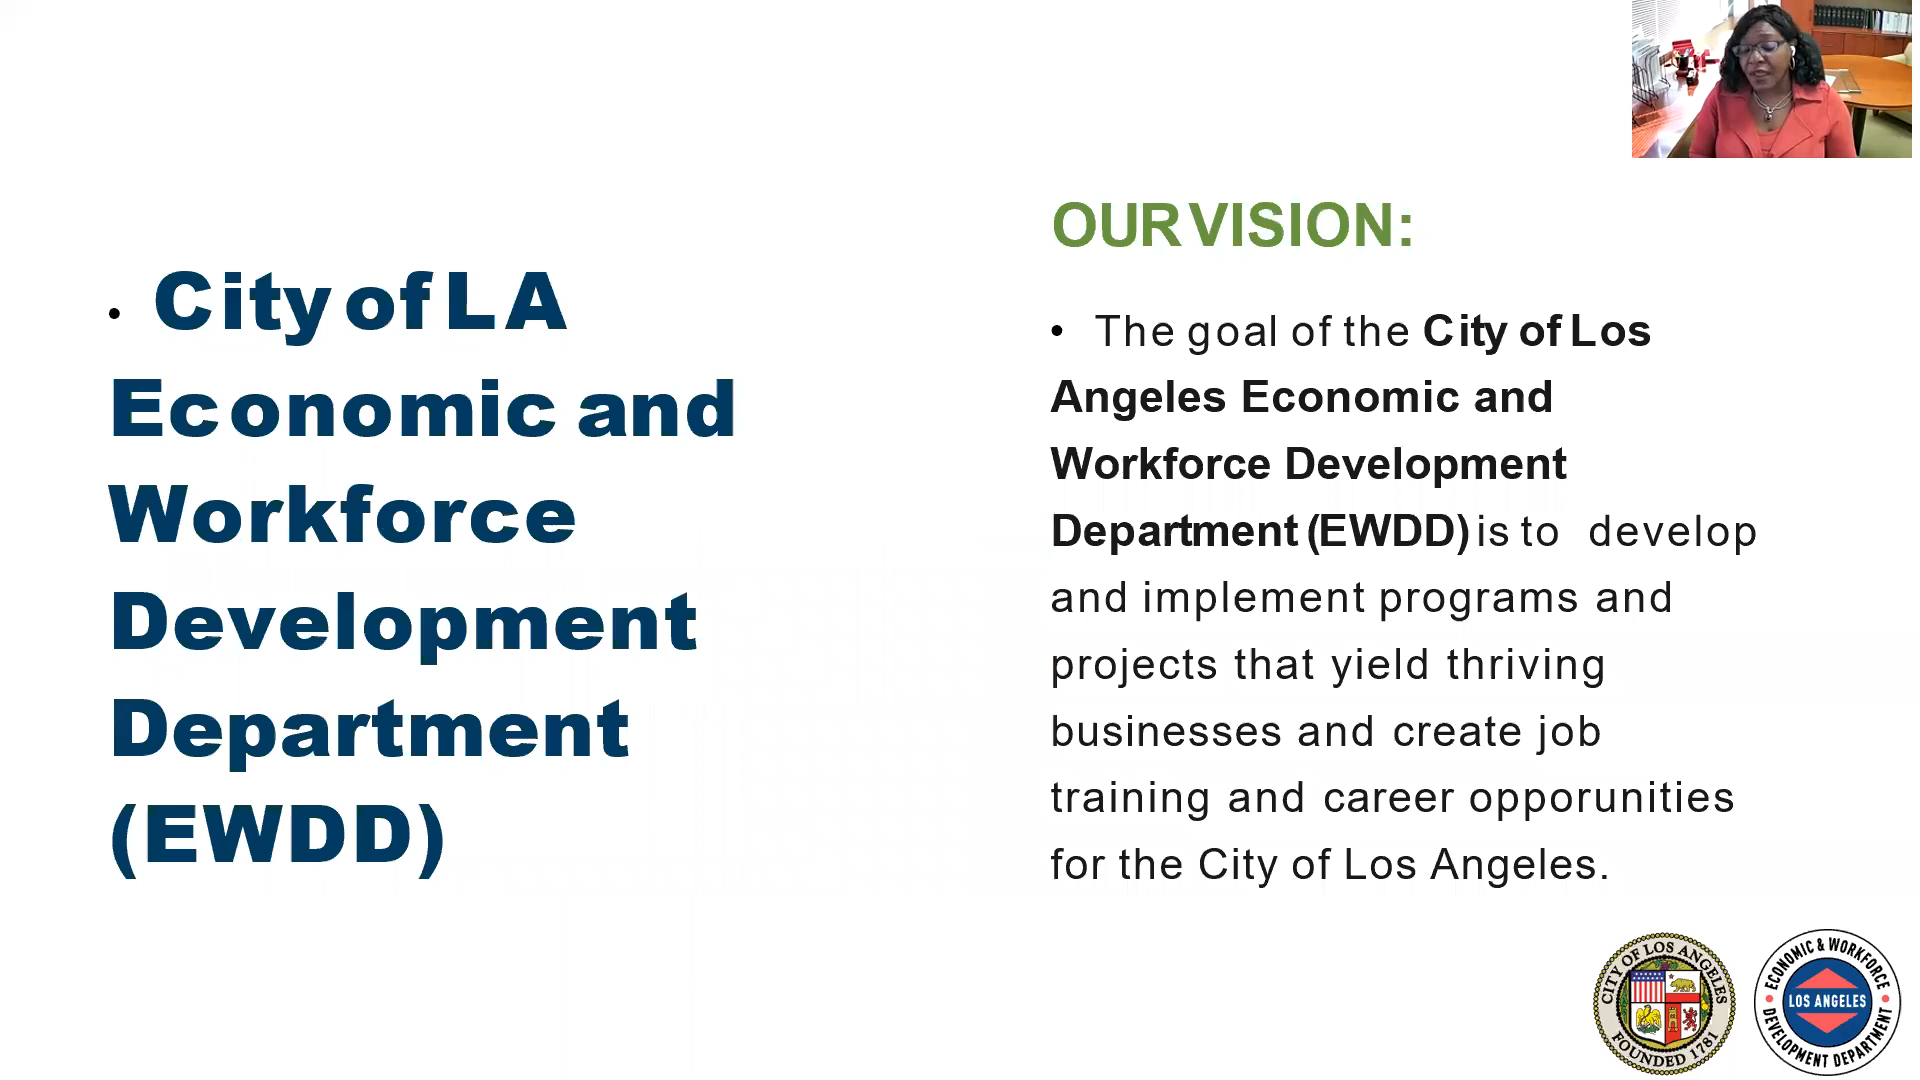 • City of LA
Economic and
Workforce
Development
Department
(EWDD)
OUR VISION:
• The goal of the City of Los
Angeles Economic and
Workforce Development
Department (EWDD) is to develop
and implement programs and
projects that yield thriving
businesses and create job
training and career opporunities
for the City of Los Angeles.
CITY OF LOS ANGELES
FOUNDED 1781
ECONOMIC & WORKFORCE
LOS ANGELES
DEVELOPMENT DEPARTMENT